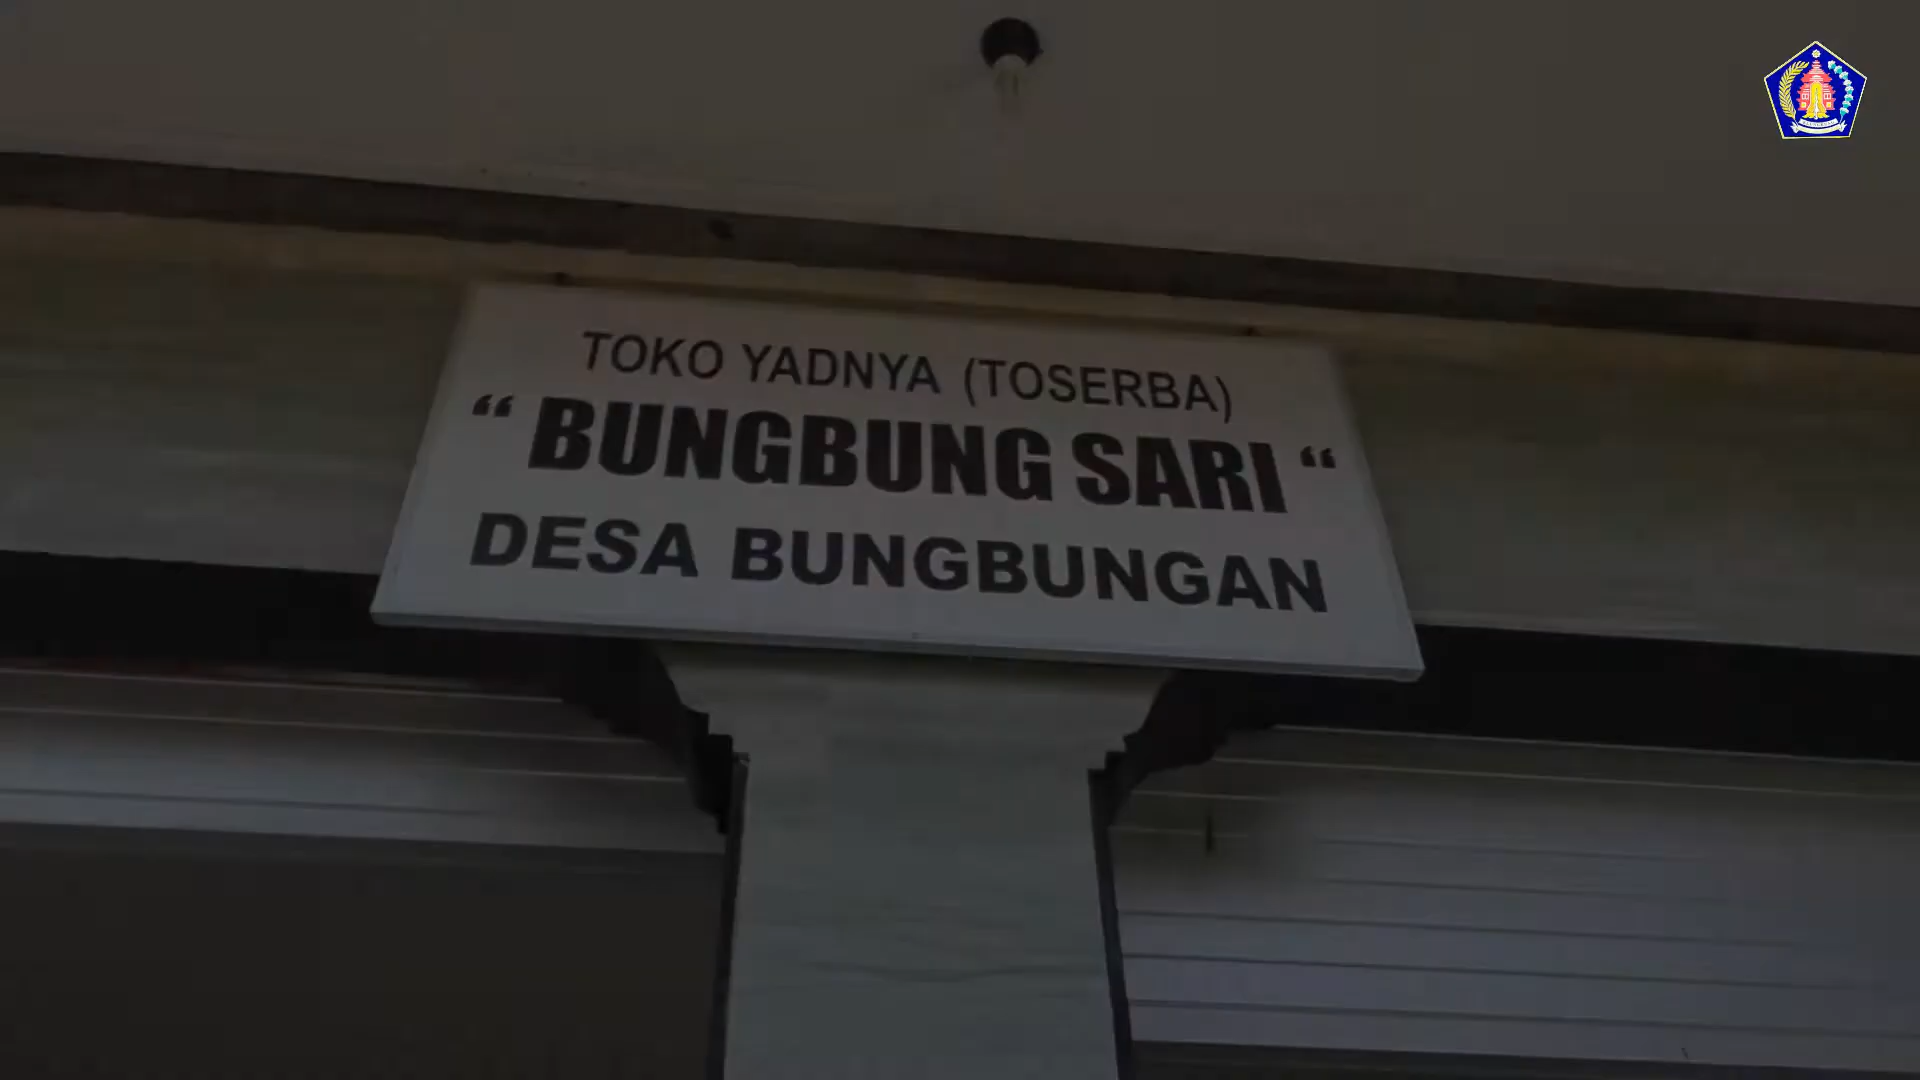 TOKO YADNYA (TOSERBA)
“ BUNGBUNG SARI “
DESA BUNGBUNGAN